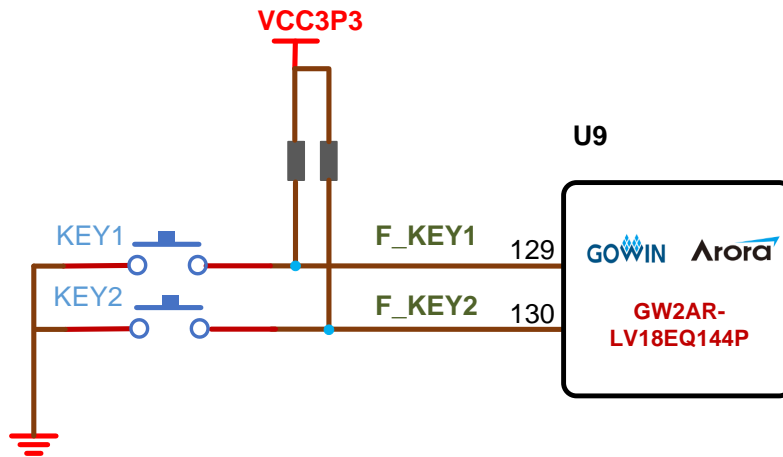 VCC3P3
U9
KEY1
F_KEY1
129
GOWIN
Arora
KEY2
F_KEY2
130
GW2AR-
LV18EQ144P